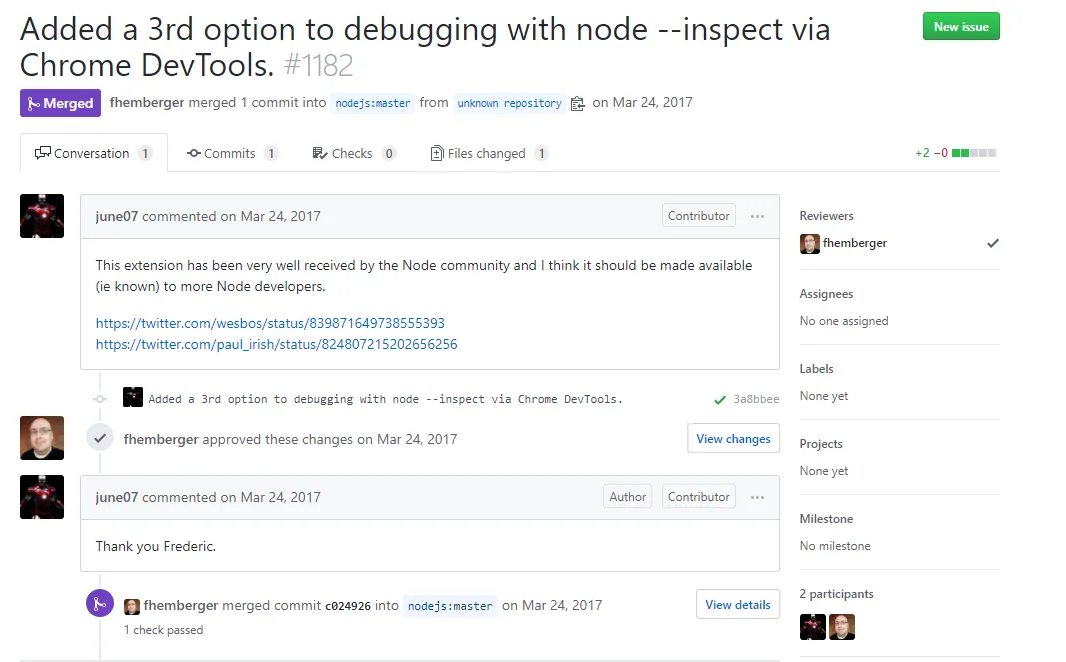 Added a 3rd option to debugging with node --inspect via
Chrome DevTools. #1182
New issue
Merged fhemberger merged 1 commit into nodejs:master from unknown repository on Mar 24, 2017
Conversation 1 Commits 1 Checks 0 Files changed 1 +2 −0
june07 commented on Mar 24, 2017 Contributor ...
This extension has been very well received by the Node community and I think it should be made available
(ie known) to more Node developers.
https://twitter.com/wesbos/status/839871649738555393
https://twitter.com/paul_irish/status/824807215202656256
Added a 3rd option to debugging with node --inspect via Chrome DevTools. 3a8bbee
fhemberger approved these changes on Mar 24, 2017 View changes
june07 commented on Mar 24, 2017 Author Contributor ...
Thank you Frederic.
fhemberger merged commit c024926 into nodejs:master on Mar 24, 2017 View details
1 check passed
Reviewers
fhemberger
Assignees
No one assigned
Labels
None yet
Projects
None yet
Milestone
No milestone
2 participants